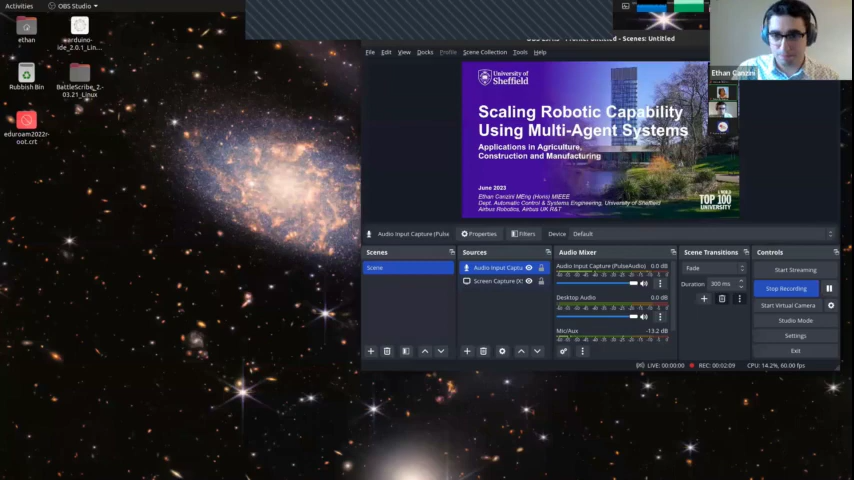 Activities
OBS Studio
ethan
arduino-
ide_2.0.1_Lin...
Rubbish Bin
BattleScribe_2.-
03.21_Linux
eduroam2022r-
oot.crt
Scenes: Untitled
File Edit View Docks Profile Scene Collection Tools Help
Ethan Canzini
University of
Sheffield
Scaling Robotic Capability
Using Multi-Agent Systems
Applications in Agriculture,
Construction and Manufacturing
June 2023
Ethan Canzini MEng (Hons) MIEEE
Dept. Automatic Control & Systems Engineering, University of Sheffield
Airbus Robotics, Airbus UK R&T
TOP 100
UNIVERSITY
Audio Input Capture (Pulse
Properties
Filters
Device
Default
Scenes
Scene
Sources
Audio Input Captu
Screen Capture (X
Audio Mixer
Audio Input Capture (PulseAudio) 0.0 dB
Desktop Audio 0.0 dB
Mic/Aux -13.2 dB
Scene Transitions
Fade
Duration 300 ms
Controls
Start Streaming
Stop Recording
Start Virtual Camera
Studio Mode
Settings
Exit
LIVE: 00:00:00 REC: 00:02:09 CPU: 14.2%, 60.00 fps